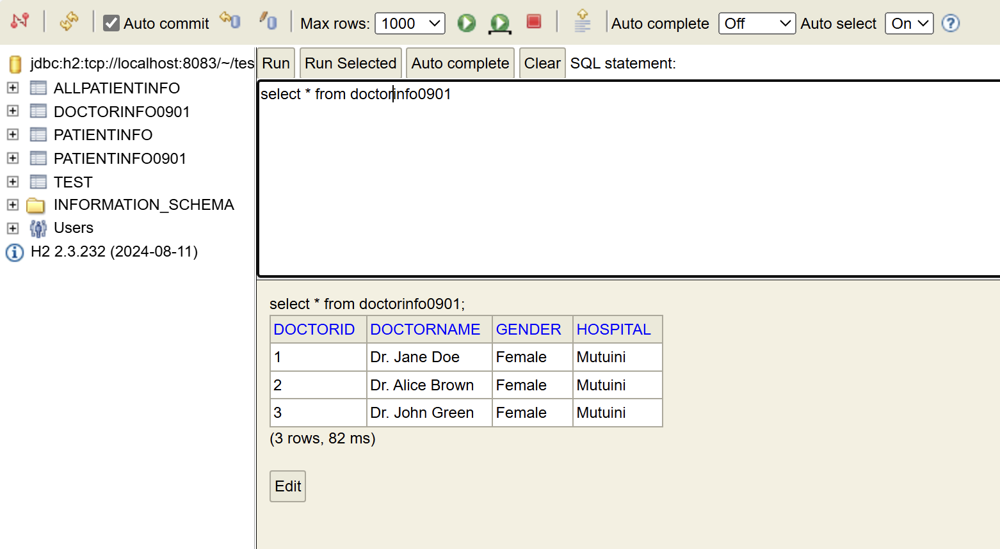 Auto commit Max rows: 1000 Auto complete Off Auto select On ?
jdbc:h2:tcp://localhost:8083/~/tes
ALLPATIENTINFO
DOCTORINFO0901
PATIENTINFO
PATIENTINFO0901
TEST
INFORMATION_SCHEMA
Users
H2 2.3.232 (2024-08-11)
Run Run Selected Auto complete Clear SQL statement:
select * from doctorinfo0901
select * from doctorinfo0901;
DOCTORID DOCTORNAME GENDER HOSPITAL
1 Dr. Jane Doe Female Mutuini
2 Dr. Alice Brown Female Mutuini
3 Dr. John Green Female Mutuini
(3 rows, 82 ms)
Edit